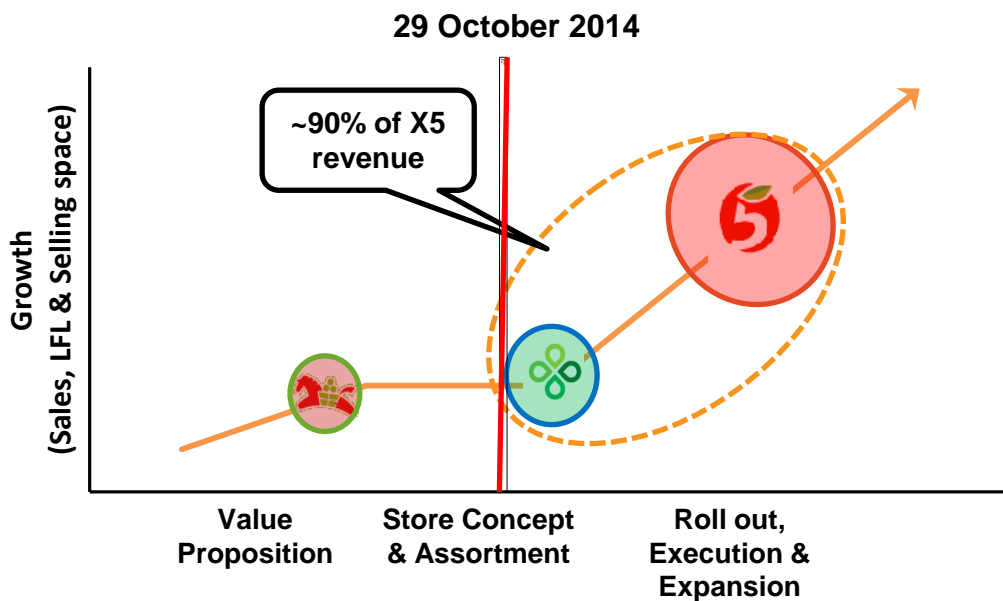 29 October 2014
~90% of X5
revenue
Growth
(Sales, LFL & Selling space)
5
Value
Proposition
Store Concept
& Assortment
Roll out,
Execution &
Expansion